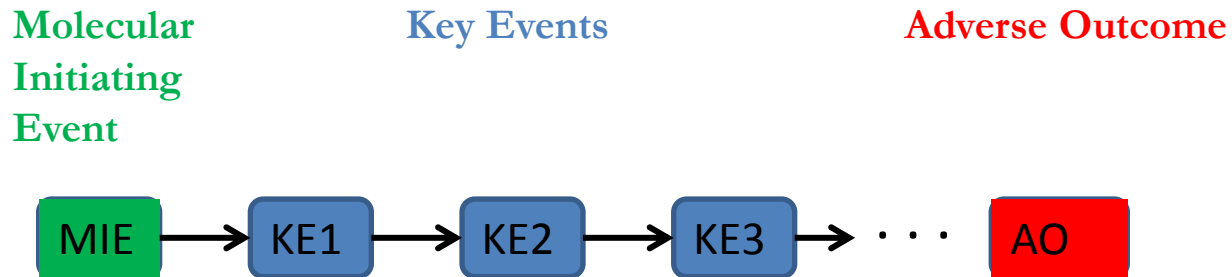 Molecular
Initiating
Event
Key Events
Adverse Outcome
MIE
KE1
KE2
KE3
. . .
AO